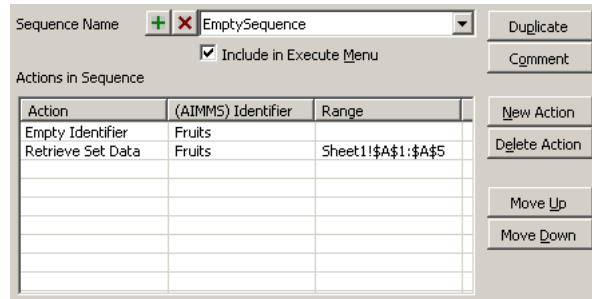 Sequence Name EmptySequence Duplicate
Include in Execute Menu Comment
Actions in Sequence
Action (AIMMS) Identifier Range New Action
Empty Identifier Fruits
Retrieve Set Data Fruits Sheet1!$A$1:$A$5 Delete Action
Move Up
Move Down